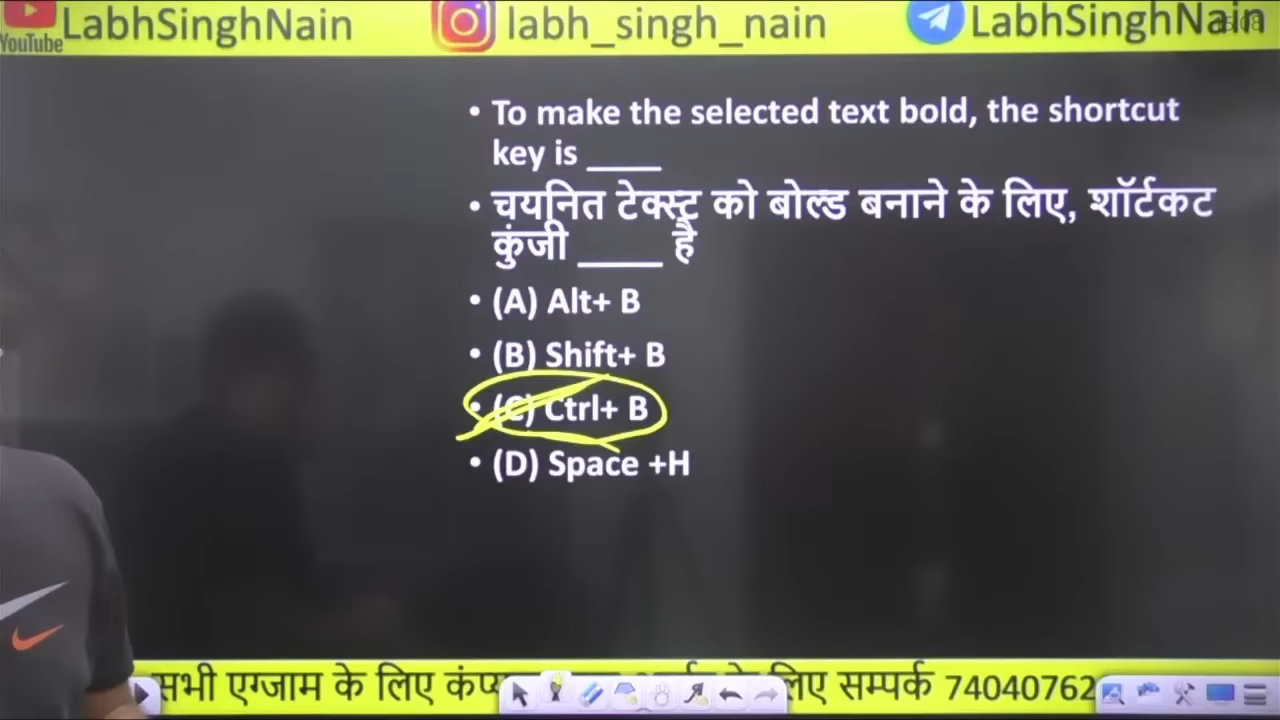 YouTube LabhSinghNain labh_singh_nain LabhSinghNain
• To make the selected text bold, the shortcut
key is ____
• चयनित टेक्स्ट को बोल्ड बनाने के लिए, शॉर्टकट
कुंजी ____ है
• (A) Alt+ B
• (B) Shift+ B
• (C) Ctrl+ B
• (D) Space +H
सभी एग्जाम के लिए लिए सम्पर्क 74040762